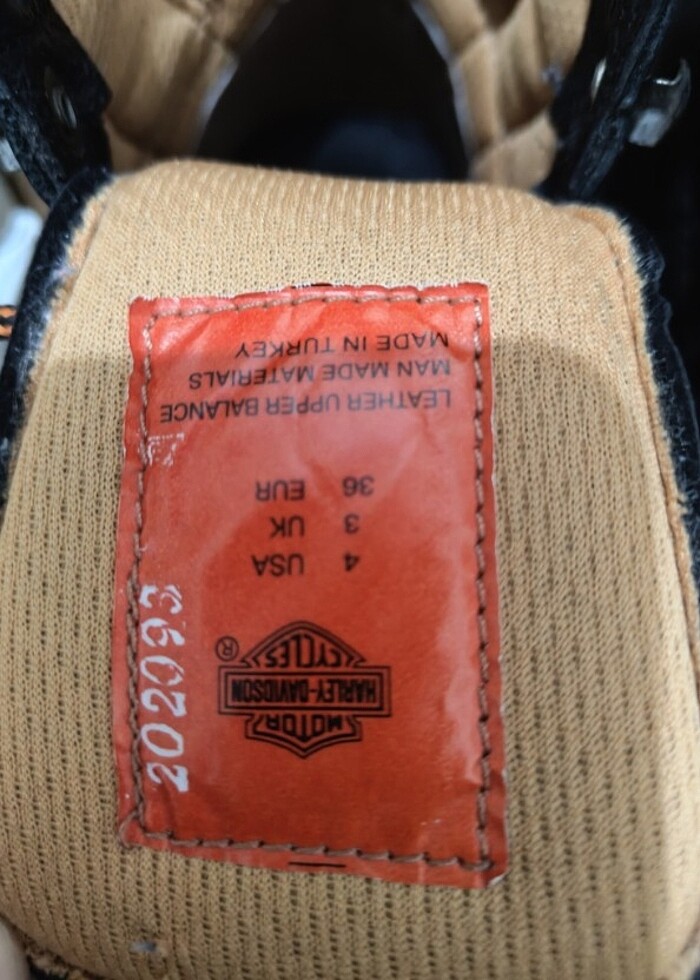 MOTOR
HARLEY-DAVIDSON
CYCLES
®
4 USA
3 UK
36 EUR
LEATHER UPPER BALANCE
MAN MADE MATERIALS
MADE IN TURKEY
202093